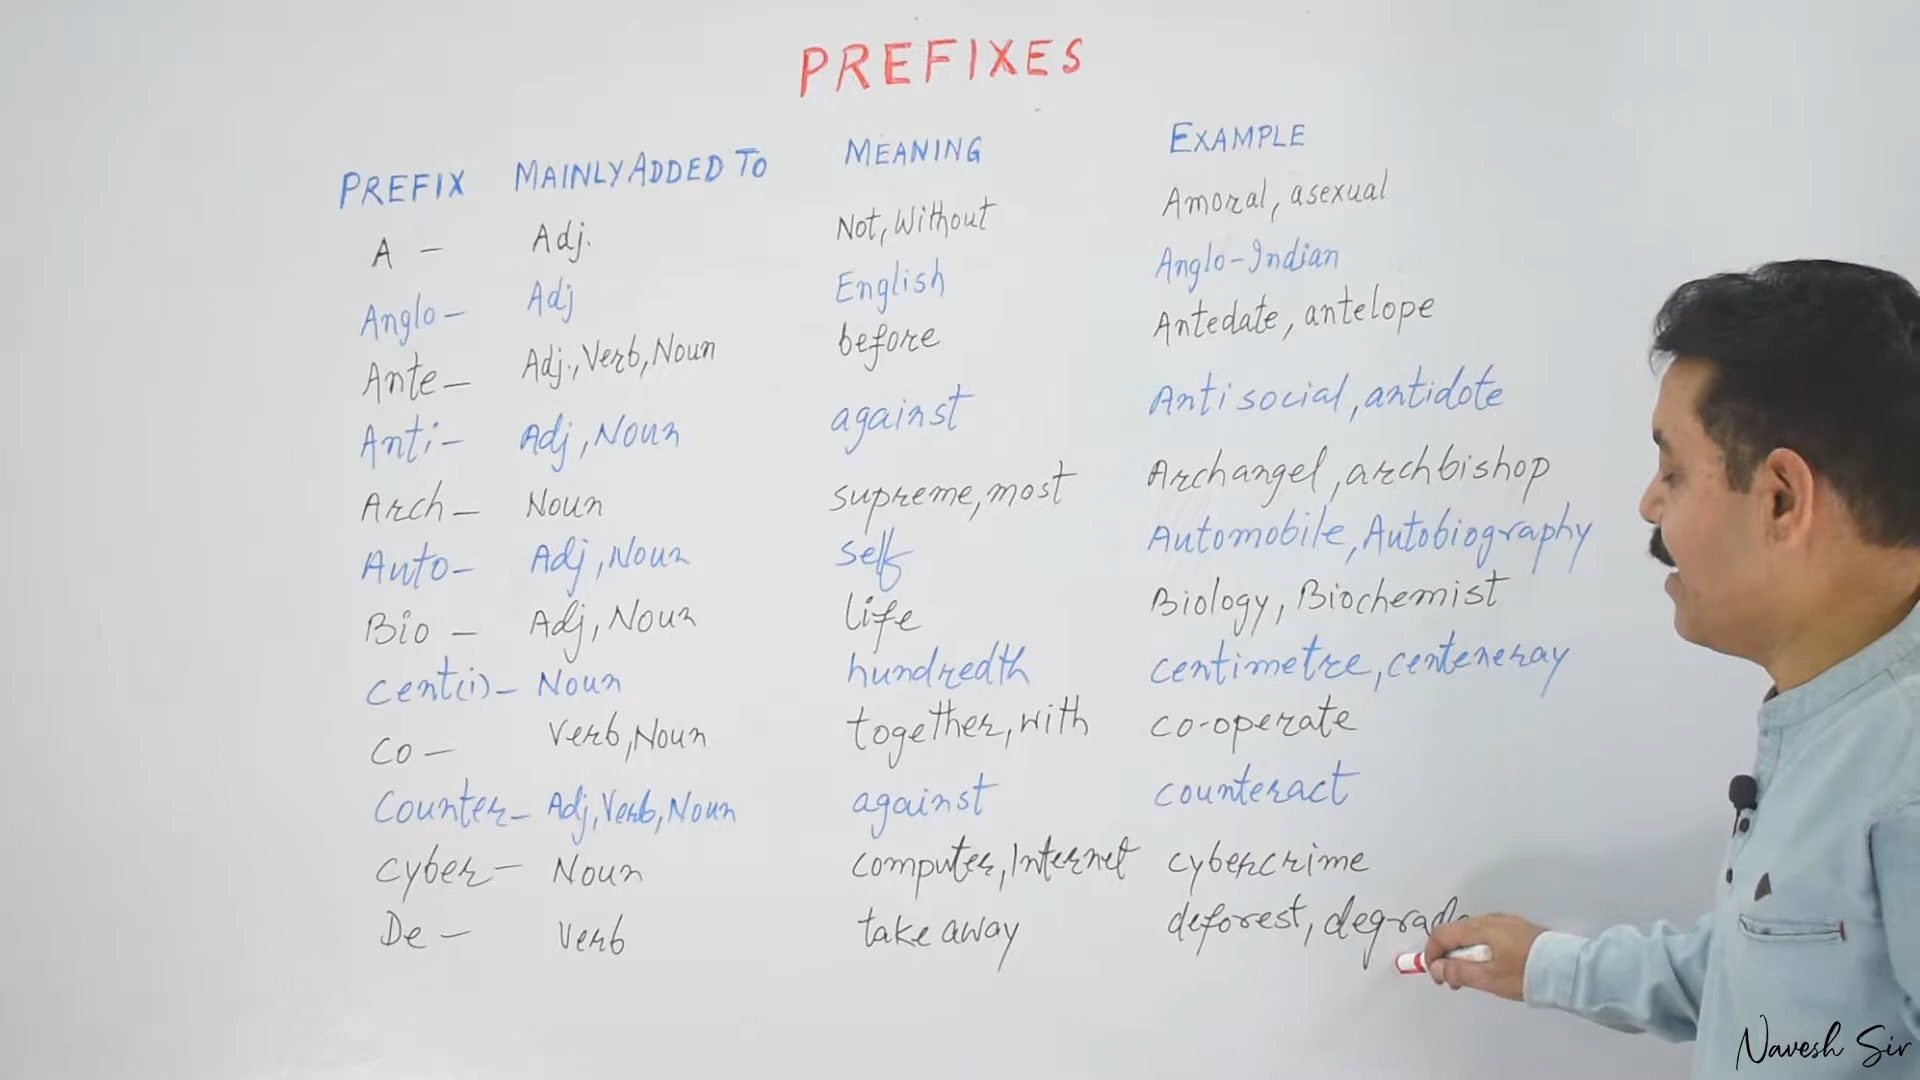 PREFIXES
PREFIX MAINLY ADDED TO MEANING EXAMPLE
A - Adj. Not, Without Amoral, asexual
Anglo- Adj English Anglo-Indian
Ante- Adj., Verb, Noun before Antedate, antelope
Anti- Adj, Noun against Anti social, antidote
Arch- Noun supreme, most Archangel, archbishop
Auto- Adj, Noun self Automobile, Autobiography
Bio - Adj, Noun life Biology, Biochemist
Cent(i)- Noun hundredth centimetre, centeneray
Co - Verb, Noun together, with co-operate
Counter- Adj, Verb, Noun against counteract
Cyber- Noun computer, Internet cybercrime
De - Verb take away deforest,
Navesh Sir